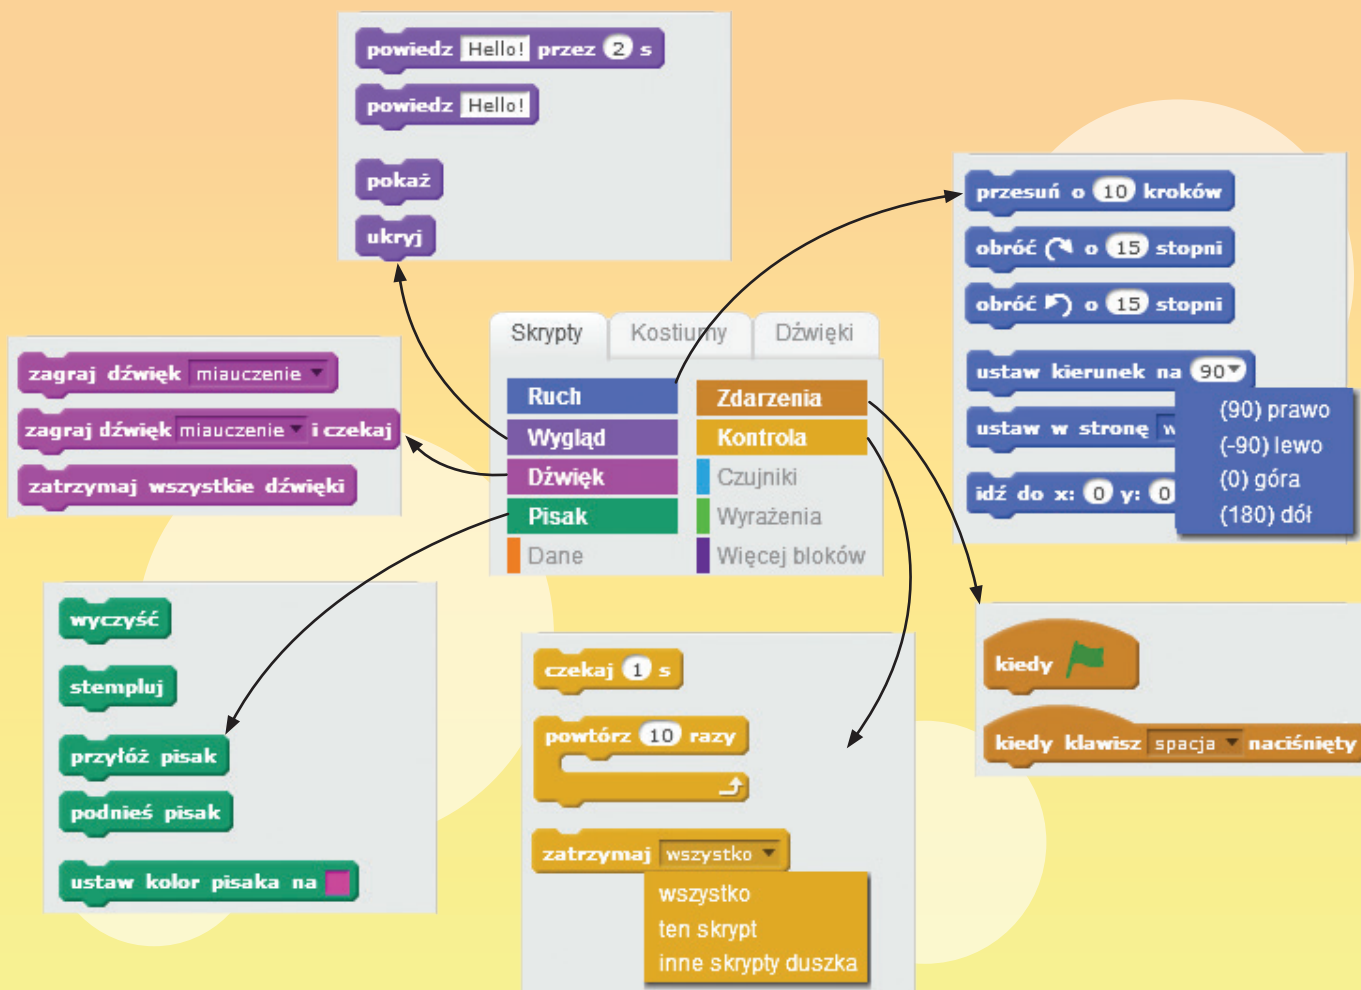 powiedz Hello! przez 2 s
powiedz Hello!
pokaż
ukryj
przesuń o 10 kroków
obróć o 15 stopni
obróć o 15 stopni
ustaw kierunek na 90
(90) prawo
(-90) lewo
(0) góra
(180) dół
ustaw w stronę
idź do x: 0 y: 0
Skrypty Kostiumy Dźwięki
Ruch Zdarzenia
Wygląd Kontrola
Dźwięk Czujniki
Pisak Wyrażenia
Dane Więcej bloków
zagraj dźwięk miauczenie
zagraj dźwięk miauczenie i czekaj
zatrzymaj wszystkie dźwięki
wyczyść
stempluj
przyłóż pisak
podnieś pisak
ustaw kolor pisaka na
czekaj 1 s
powtórz 10 razy
zatrzymaj wszystko
wszystko
ten skrypt
inne skrypty duszka
kiedy
kiedy klawisz spacja naciśnięty